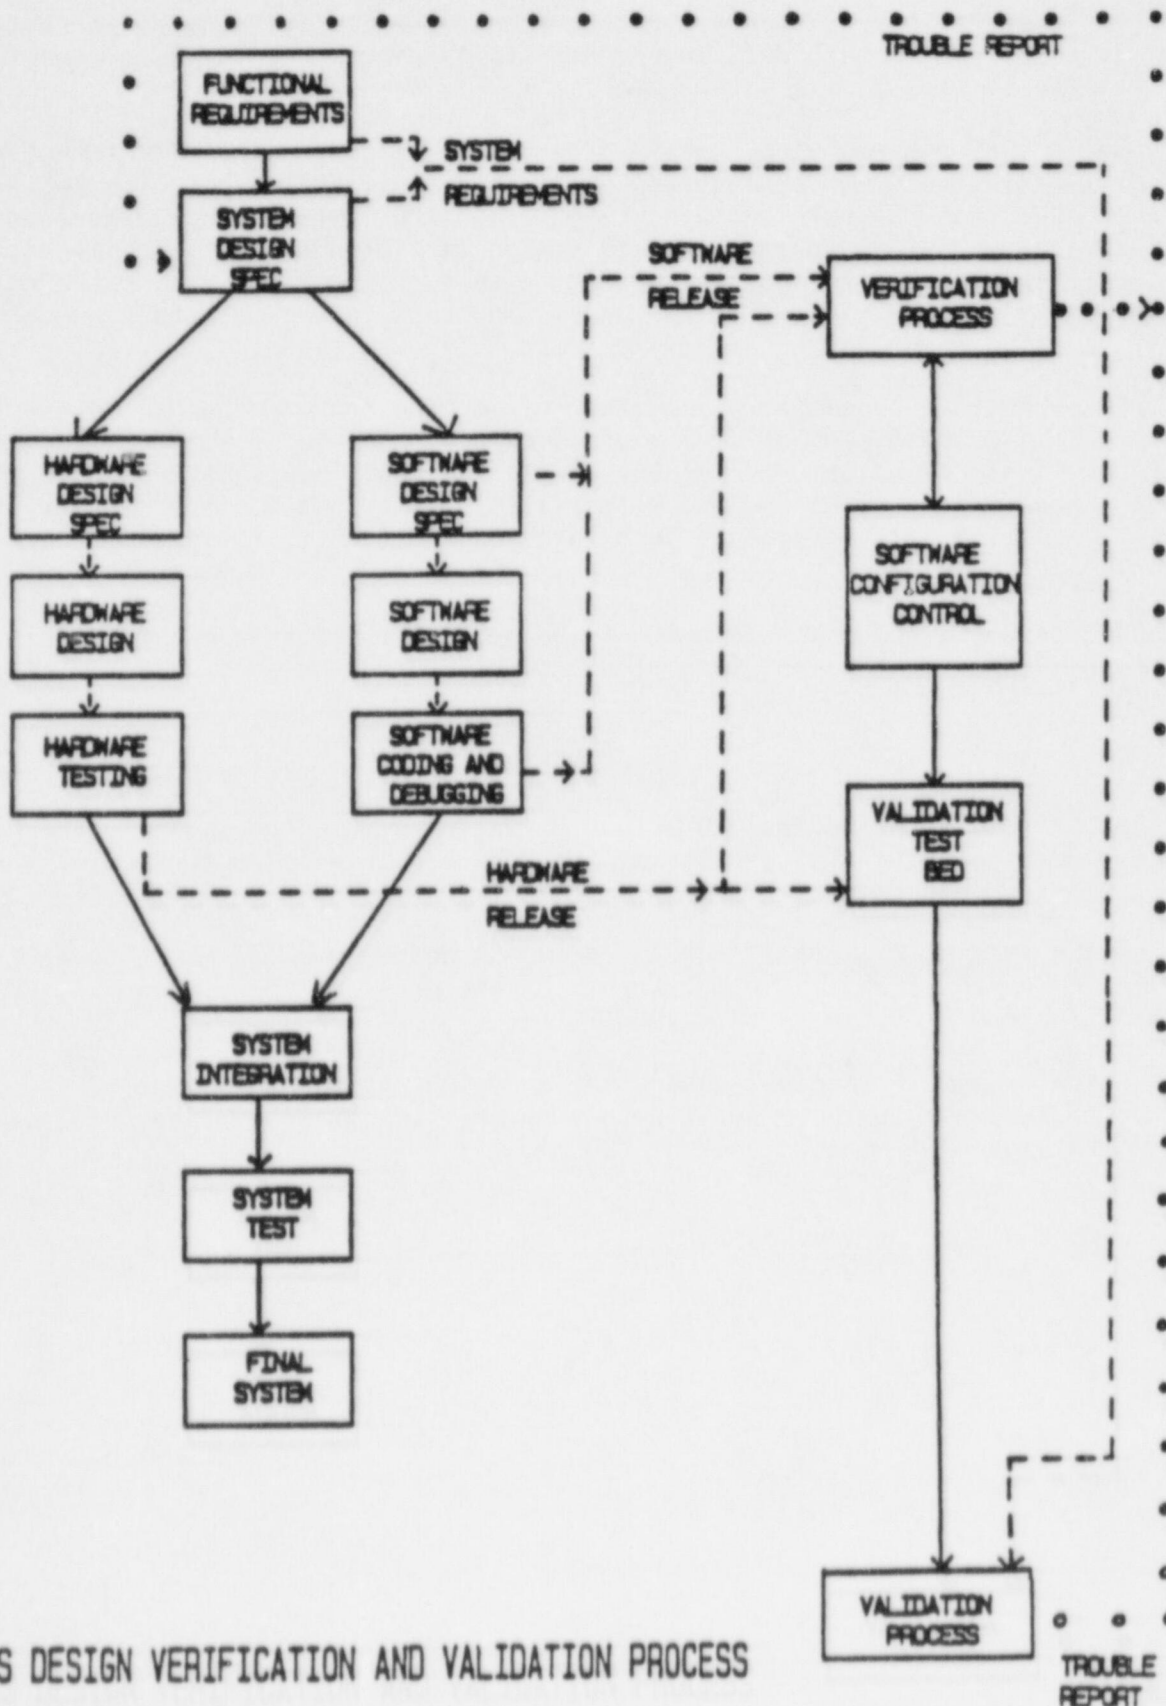 TROUBLE REPORT
FUNCTIONAL
REQUIREMENTS
SYSTEM
REQUIREMENTS
SYSTEM
DESIGN
SPEC
SOFTWARE
RELEASE
VERIFICATION
PROCESS
HARDWARE
DESIGN
SPEC
SOFTWARE
DESIGN
SPEC
SOFTWARE
CONFIGURATION
CONTROL
HARDWARE
DESIGN
SOFTWARE
DESIGN
HARDWARE
TESTING
SOFTWARE
CODING AND
DEBUGGING
VALIDATION
TEST
BED
HARDWARE
RELEASE
SYSTEM
INTEGRATION
SYSTEM
TEST
FINAL
SYSTEM
VALIDATION
PROCESS
TROUBLE
REPORT
S DESIGN VERIFICATION AND VALIDATION PROCESS